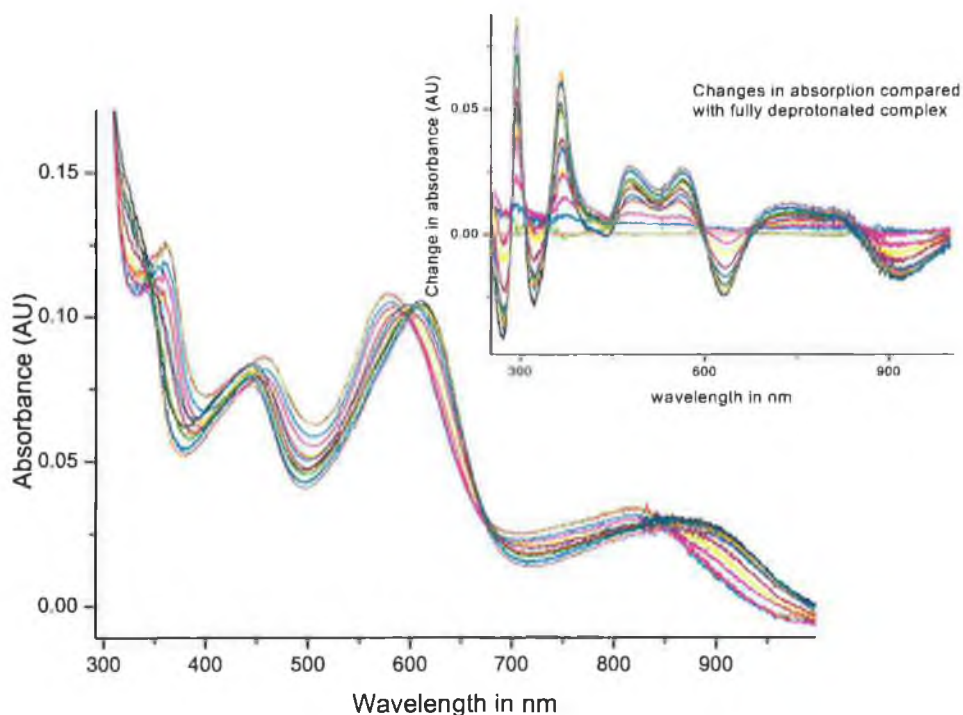 Changes in absorption compared
with fully deprotonated complex
Change in absorbance (AU)
0.05
0.00
300
600
900
wavelength in nm
Absorbance (AU)
0.15
0.10
0.05
0.00
300
400
500
600
700
800
900
Wavelength in nm